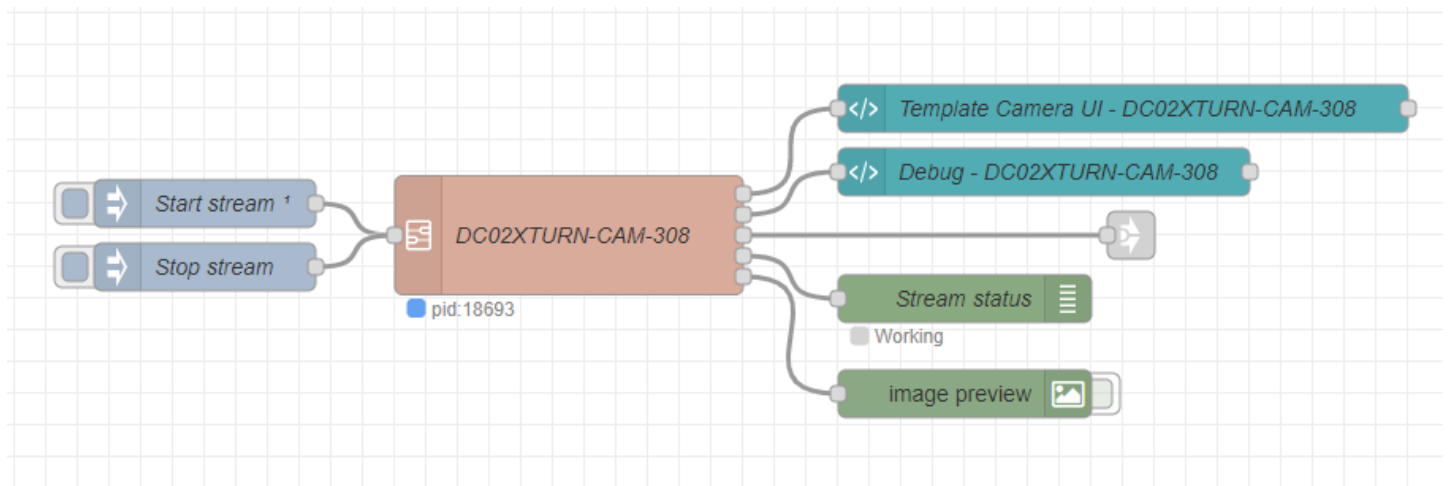 Template Camera UI - DC02XTURN-CAM-308
Debug - DC02XTURN-CAM-308
Start stream ¹
DC02XTURN-CAM-308
Stop stream
pid:18693
Stream status
Working
image preview